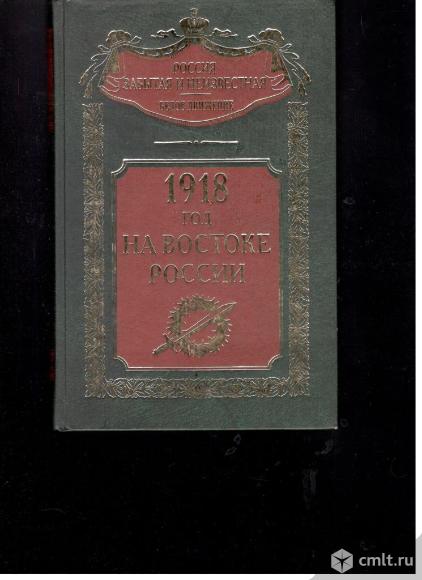 РОССИЯ
ЗАБЫТАЯ И НЕИЗВЕСТНАЯ
БЕЛОЕ ДВИЖЕНИЕ
1918
ГОД
НА ВОСТОКЕ
РОССИИ
cmlt.ru